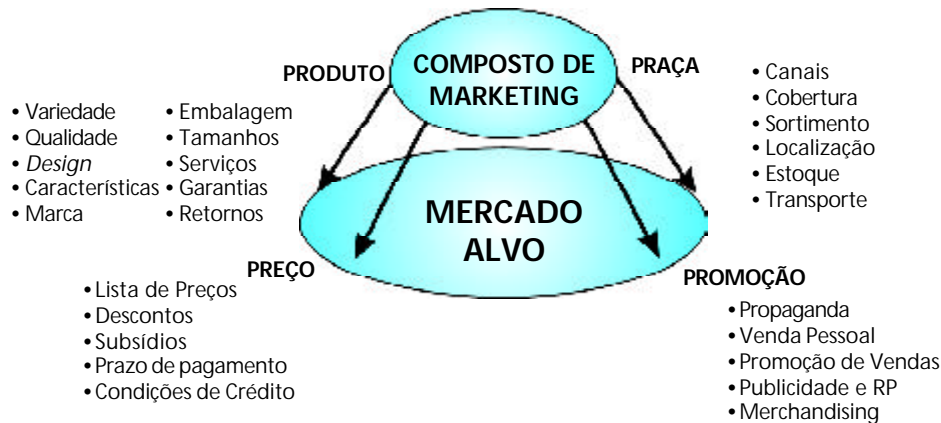 COMPOSTO DE
MARKETING
PRODUTO
• Variedade
• Qualidade
• Design
• Características
• Marca
• Embalagem
• Tamanhos
• Serviços
• Garantias
• Retornos
PRAÇA
• Canais
• Cobertura
• Sortimento
• Localização
• Estoque
• Transporte
MERCADO
ALVO
PREÇO
• Lista de Preços
• Descontos
• Subsídios
• Prazo de pagamento
• Condições de Crédito
PROMOÇÃO
• Propaganda
• Venda Pessoal
• Promoção de Vendas
• Publicidade e RP
• Merchandising